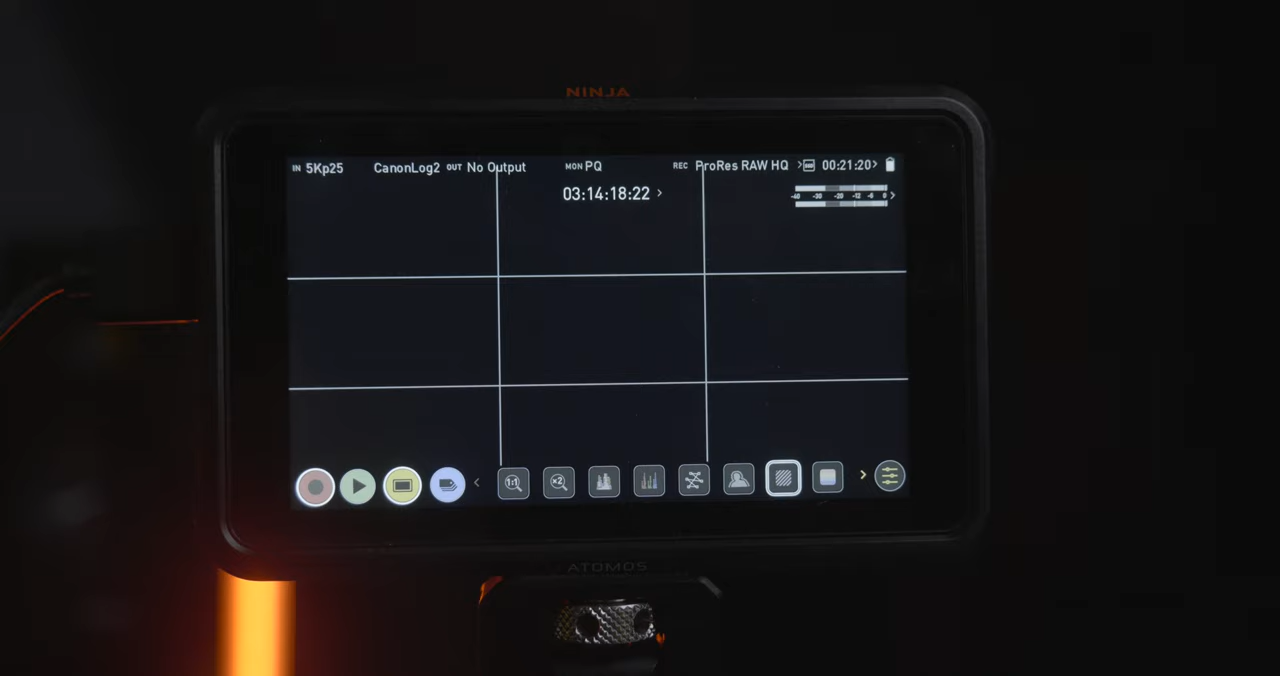 NINJA
IN 5Kp25 CanonLog2 OUT No Output MON PQ REC ProRes RAW HQ 00:21:20
03:14:18:22
-40 -30 -20 -12 -6 0
1:1 x2
ATOMOS